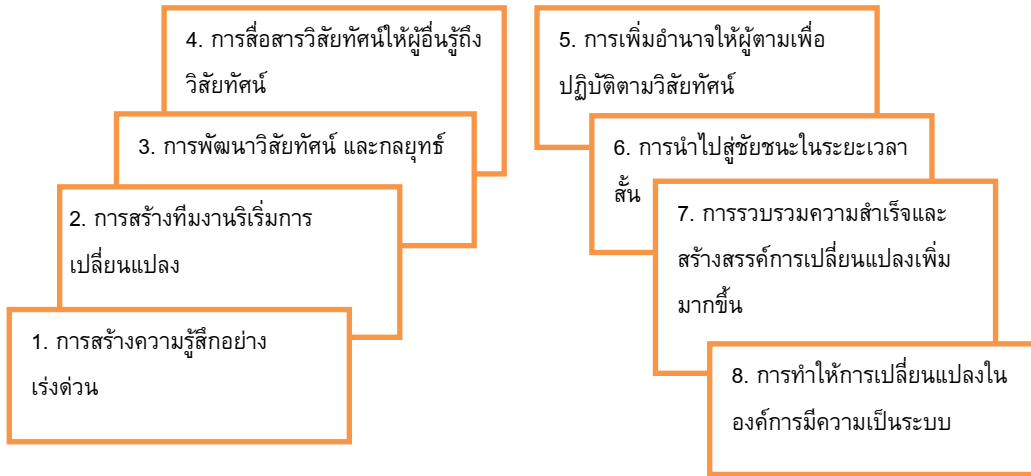 4. การสื่อสารวิสัยทัศน์ให้ผู้อื่นรู้ถึง
วิสัยทัศน์
3. การพัฒนาวิสัยทัศน์ และกลยุทธ์
2. การสร้างทีมงานริเริ่มการ
เปลี่ยนแปลง
1. การสร้างความรู้สึกอย่าง
เร่งด่วน
5. การเพิ่มอำนาจให้ผู้ตามเพื่อ
ปฏิบัติตามวิสัยทัศน์
6. การนำไปสู่ชัยชนะในระยะเวลา
สั้น
7. การรวบรวมความสำเร็จและ
สร้างสรรค์การเปลี่ยนแปลงเพิ่ม
มากขึ้น
8. การทำให้การเปลี่ยนแปลงใน
องค์การมีความเป็นระบบ